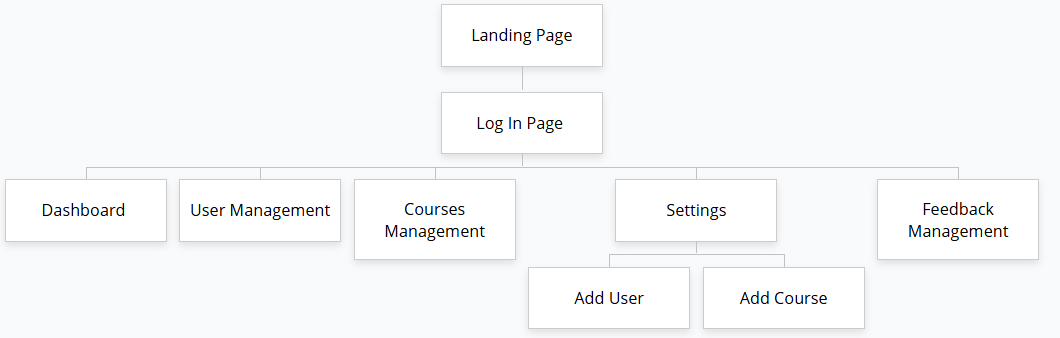 Landing Page
Log In Page
Dashboard
User Management
Courses
Management
Settings
Feedback
Management
Add User
Add Course